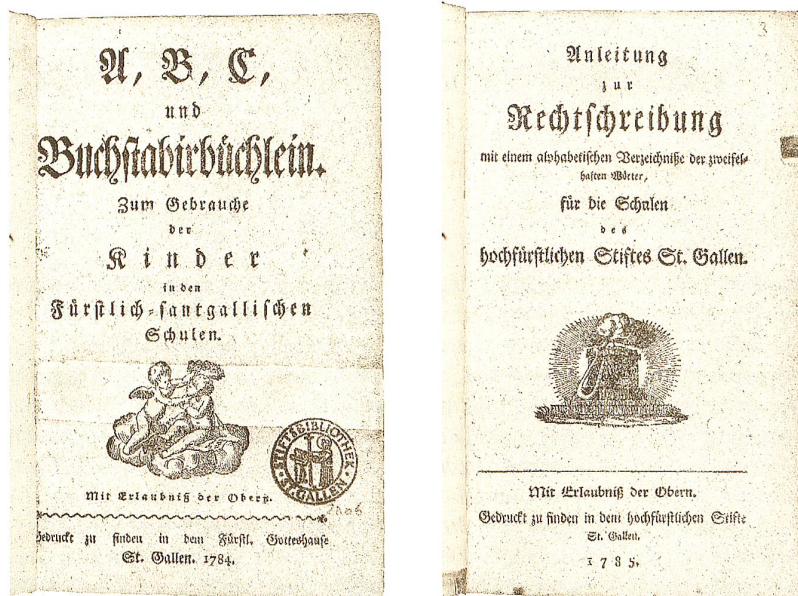 A, B, C,
und
Buchstabirbüchlein.
Zum Gebrauche
der
Kinder
in den
Fürstlich-santgallischen
Schulen.
STIFTSBIBLIOTHEK
ST. GALLEN
Mit Erlaubniß der Obern.
Gedruckt zu finden in dem Fürstl. Gotteshause
St. Gallen. 1784.
3
Anleitung
zur
Rechtschreibung
mit einem alphabetischen Verzeichniße der zweifel-
haften Wörter,
für die Schulen
des
hochfürstlichen Stiftes St. Gallen.
Mit Erlaubniß der Obern.
Gedruckt zu finden in dem hochfürstlichen Stifte
St. Gallen.
1785.